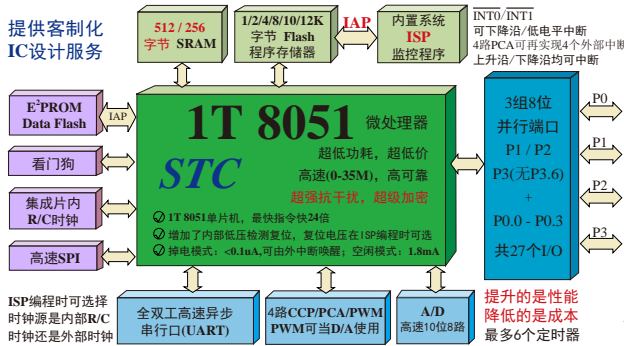 提供客制化
IC设计服务
512 / 256
字节 SRAM
1/2/4/8/10/12K
字节 Flash
程序存储器
IAP
内置系统
ISP
监控程序
INT0/INT1
可下降沿/低电平中断
4路PCA可再实现4个外部中断
上升沿/下降沿均可中断
E²PROM
Data Flash
IAP
看门狗
集成片内
R/C时钟
高速SPI
1T 8051 微处理器
STC
超低功耗，超低价
高速(0-35M)，高可靠
超强抗干扰，超级加密
1T 8051单片机，最快指令快24倍
增加了内部低压检测复位，复位电压在ISP编程时可选
掉电模式：<0.1uA,可由外中断唤醒；空闲模式：1.8mA
3组8位
并行端口
P1 / P2
P3(无P3.6)
+
P0.0 - P0.3
共27个I/O
P0
P1
P2
P3
ISP编程时可选择
时钟源是内部R/C
时钟还是外部时钟
全双工高速异步
串行口(UART)
4路CCP/PCA/PWM
PWM可当D/A使用
A/D
高速10位8路
提升的是性能
降低的是成本
最多6个定时器